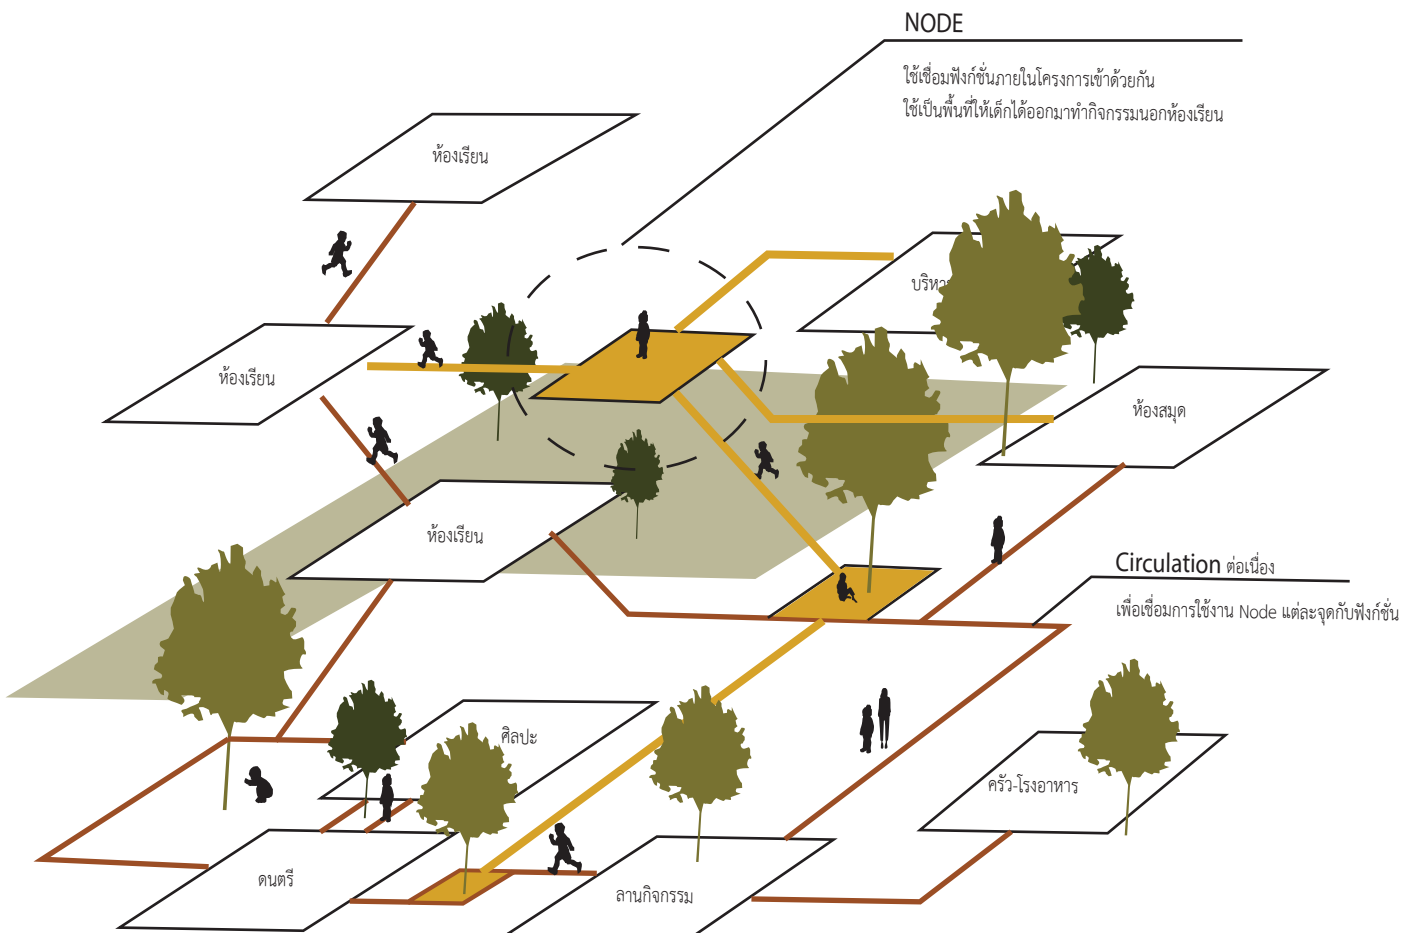 NODE
ใช้เชื่อมฟังก์ชั่นภายในโครงการเข้าด้วยกัน
ใช้เป็นพื้นที่ให้เด็กได้ออกมาทำกิจกรรมนอกห้องเรียน
ห้องเรียน
ห้องเรียน
ห้องสมุด
ห้องเรียน
Circulation ต่อเนื่อง
เพื่อเชื่อมการใช้งาน Node แต่ละจุดกับฟังก์ชั่น
ศิลปะ
ครัว-โรงอาหาร
ดนตรี
ลานกิจกรรม